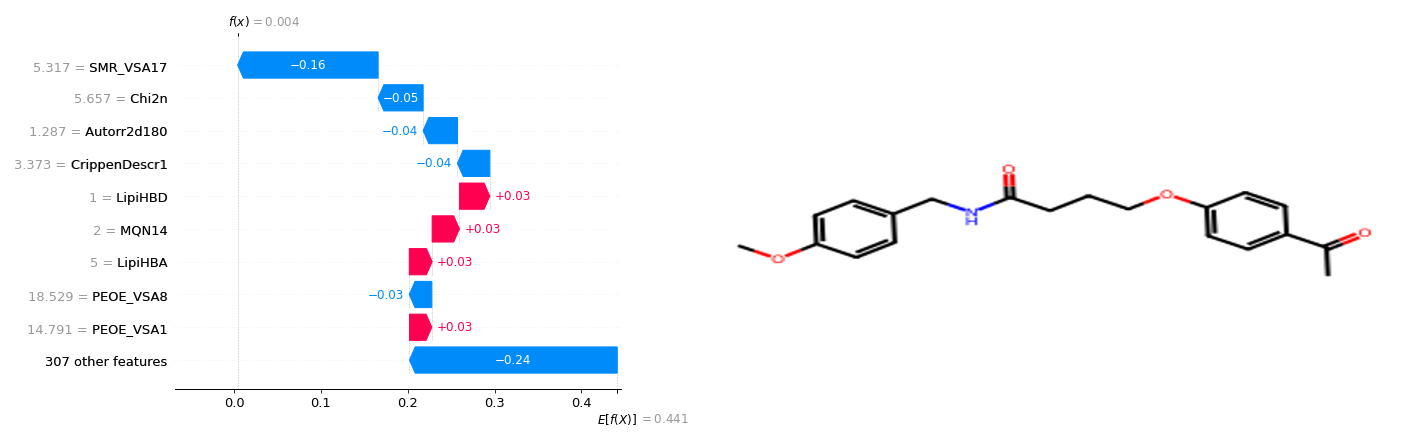 f(x) = 0.004
5.317 = SMR_VSA17
−0.16
5.657 = Chi2n
−0.05
1.287 = Autorr2d180
−0.04
3.373 = CrippenDescr1
−0.04
1 = LipiHBD
+0.03
2 = MQN14
+0.03
5 = LipiHBA
+0.03
18.529 = PEOE_VSA8
−0.03
14.791 = PEOE_VSA1
+0.03
307 other features
−0.24
0.0 0.1 0.2 0.3 0.4
E[f(X)] = 0.441
O
O
N
H
O
O